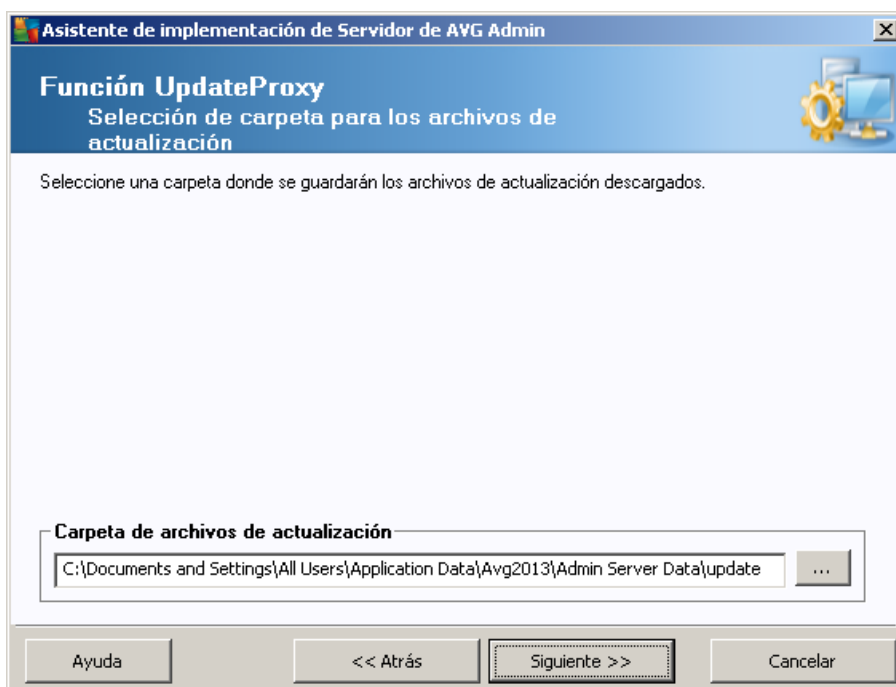 Asistente de implementación de Servidor de AVG Admin
Función UpdateProxy
Selección de carpeta para los archivos de
actualización
Seleccione una carpeta donde se guardarán los archivos de actualización descargados.
Carpeta de archivos de actualización
C:\Documents and Settings\All Users\Application Data\Avg2013\Admin Server Data\update
...
Ayuda
<< Atrás
Siguiente >>
Cancelar